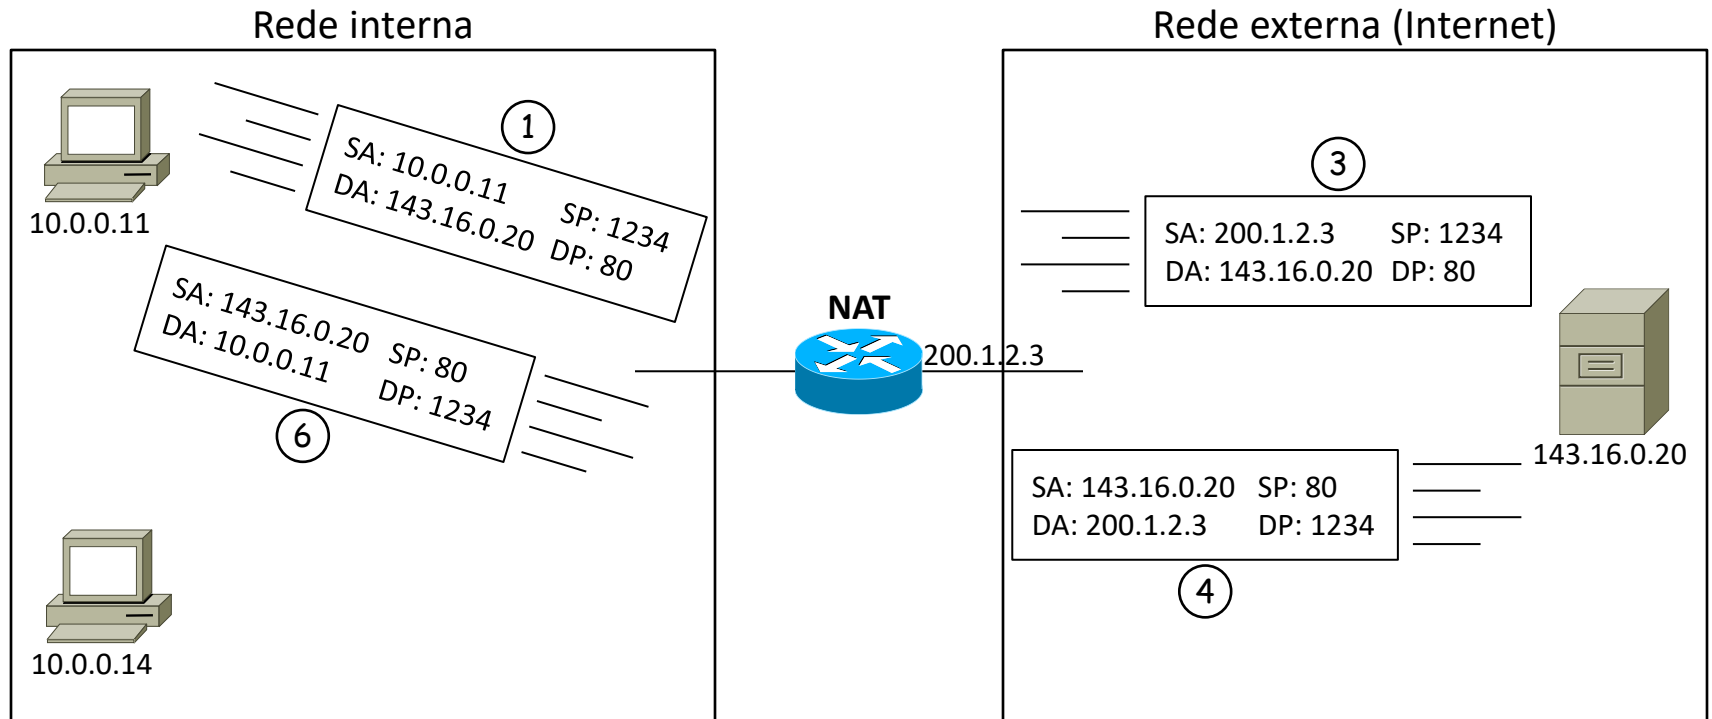 Rede interna
Rede externa (Internet)
1
SA: 10.0.0.11 SP: 1234
DA: 143.16.0.20 DP: 80
10.0.0.11
SA: 143.16.0.20 SP: 80
DA: 10.0.0.11 DP: 1234
6
10.0.0.14
NAT
200.1.2.3
3
SA: 200.1.2.3 SP: 1234
DA: 143.16.0.20 DP: 80
143.16.0.20
SA: 143.16.0.20 SP: 80
DA: 200.1.2.3 DP: 1234
4